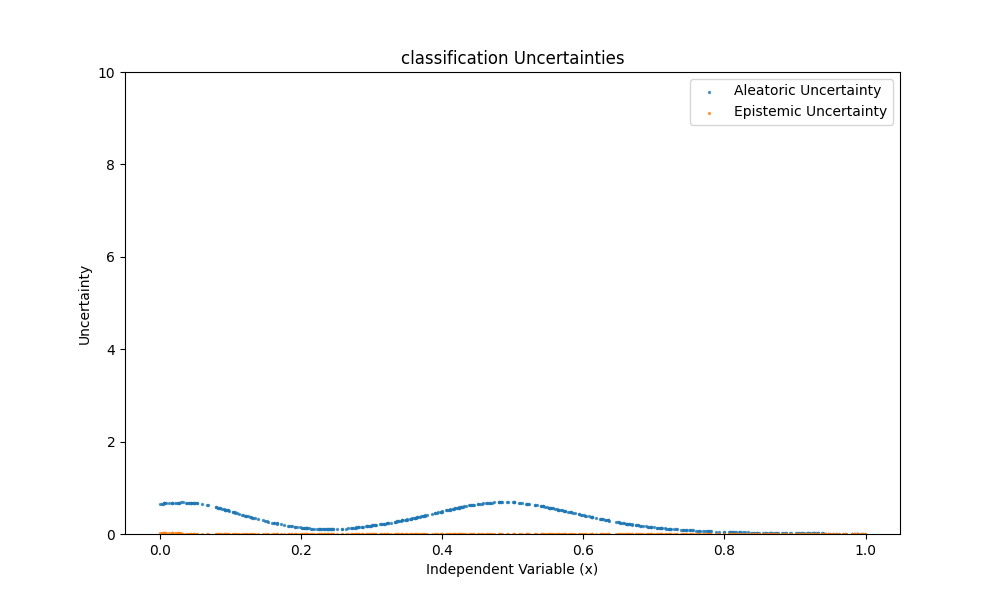 classification Uncertainties
Aleatoric Uncertainty
Epistemic Uncertainty
Uncertainty
10
8
6
4
2
0
0.0 0.2 0.4 0.6 0.8 1.0
Independent Variable (x)